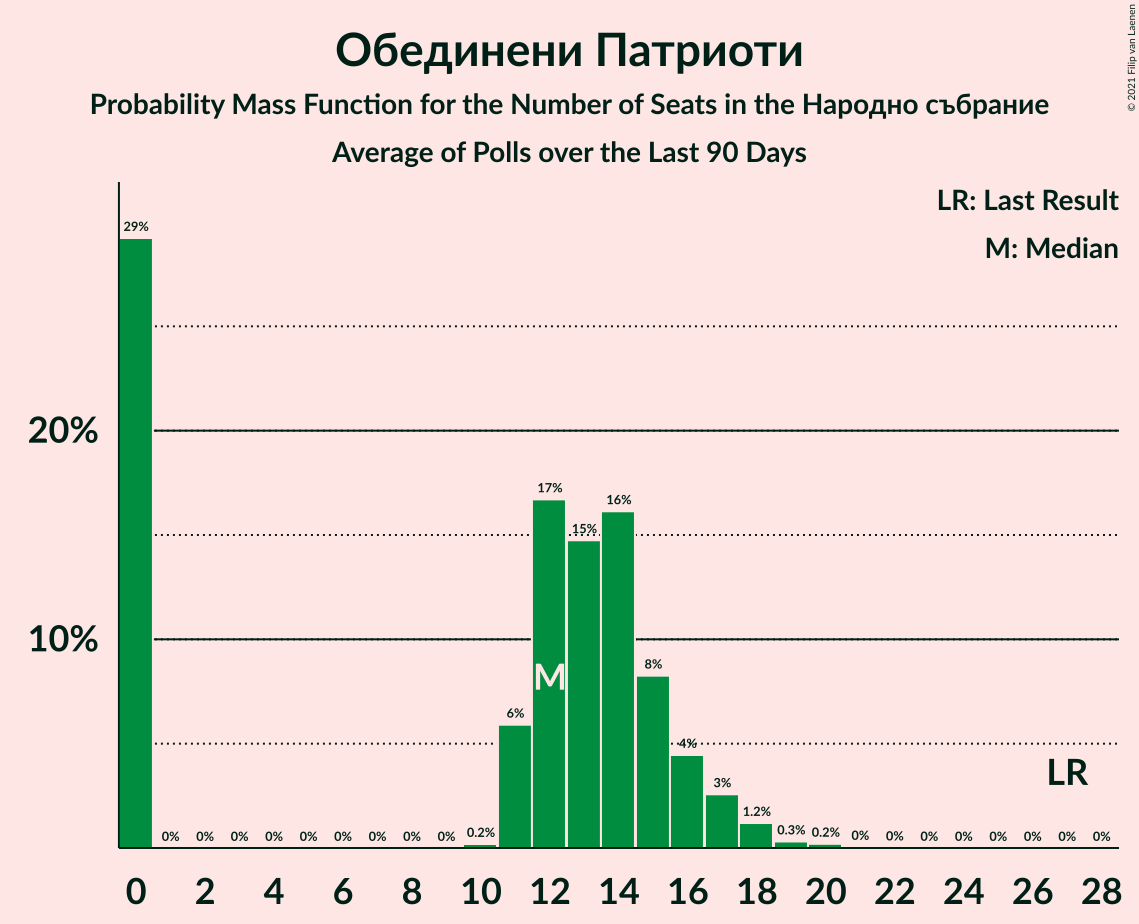 Обединени Патриоти
Probability Mass Function for the Number of Seats in the Народно събрание
Average of Polls over the Last 90 Days
© 2021 Filip van Laenen
LR: Last Result
M: Median
29%
20%
17%
16%
15%
10%
M
8%
6%
4%
LR
3%
1.2%
0% 0% 0% 0% 0% 0% 0% 0% 0% 0.2% 0.3% 0.2% 0% 0% 0% 0% 0% 0% 0% 0%
0 2 4 6 8 10 12 14 16 18 20 22 24 26 28